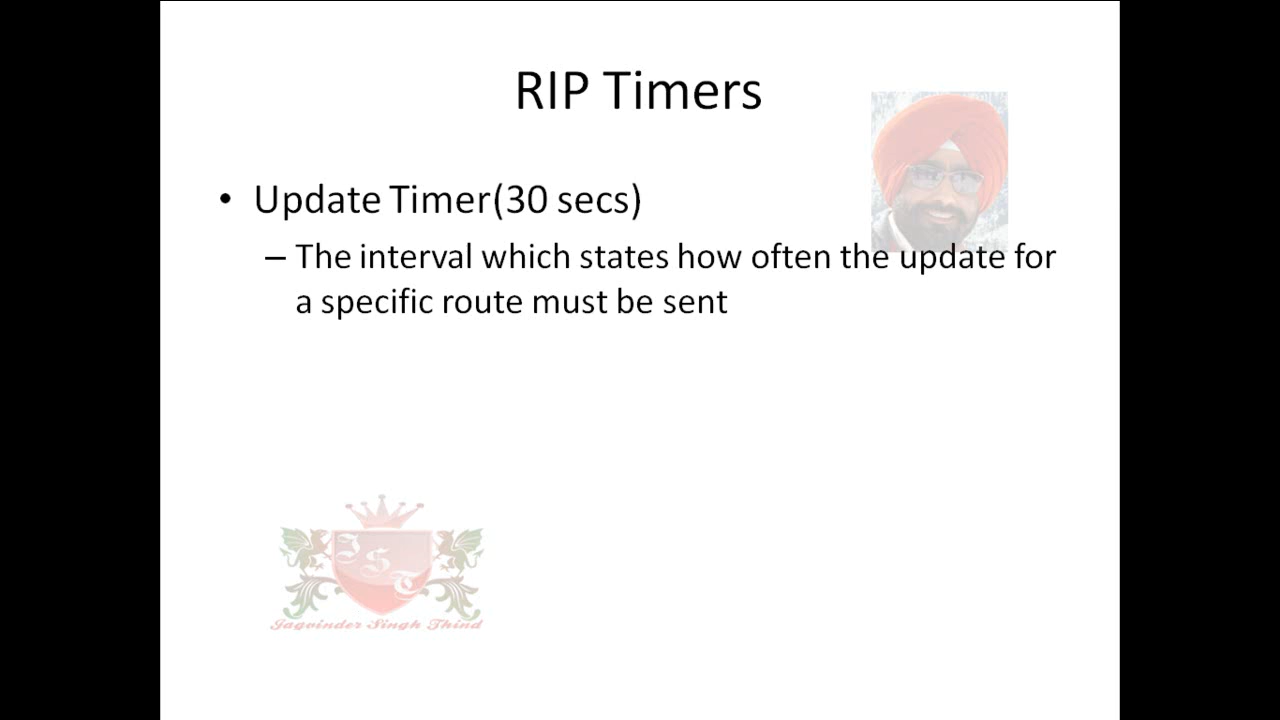 RIP Timers
• Update Timer(30 secs)
– The interval which states how often the update for
a specific route must be sent
JST
Jagvinder Singh Thind